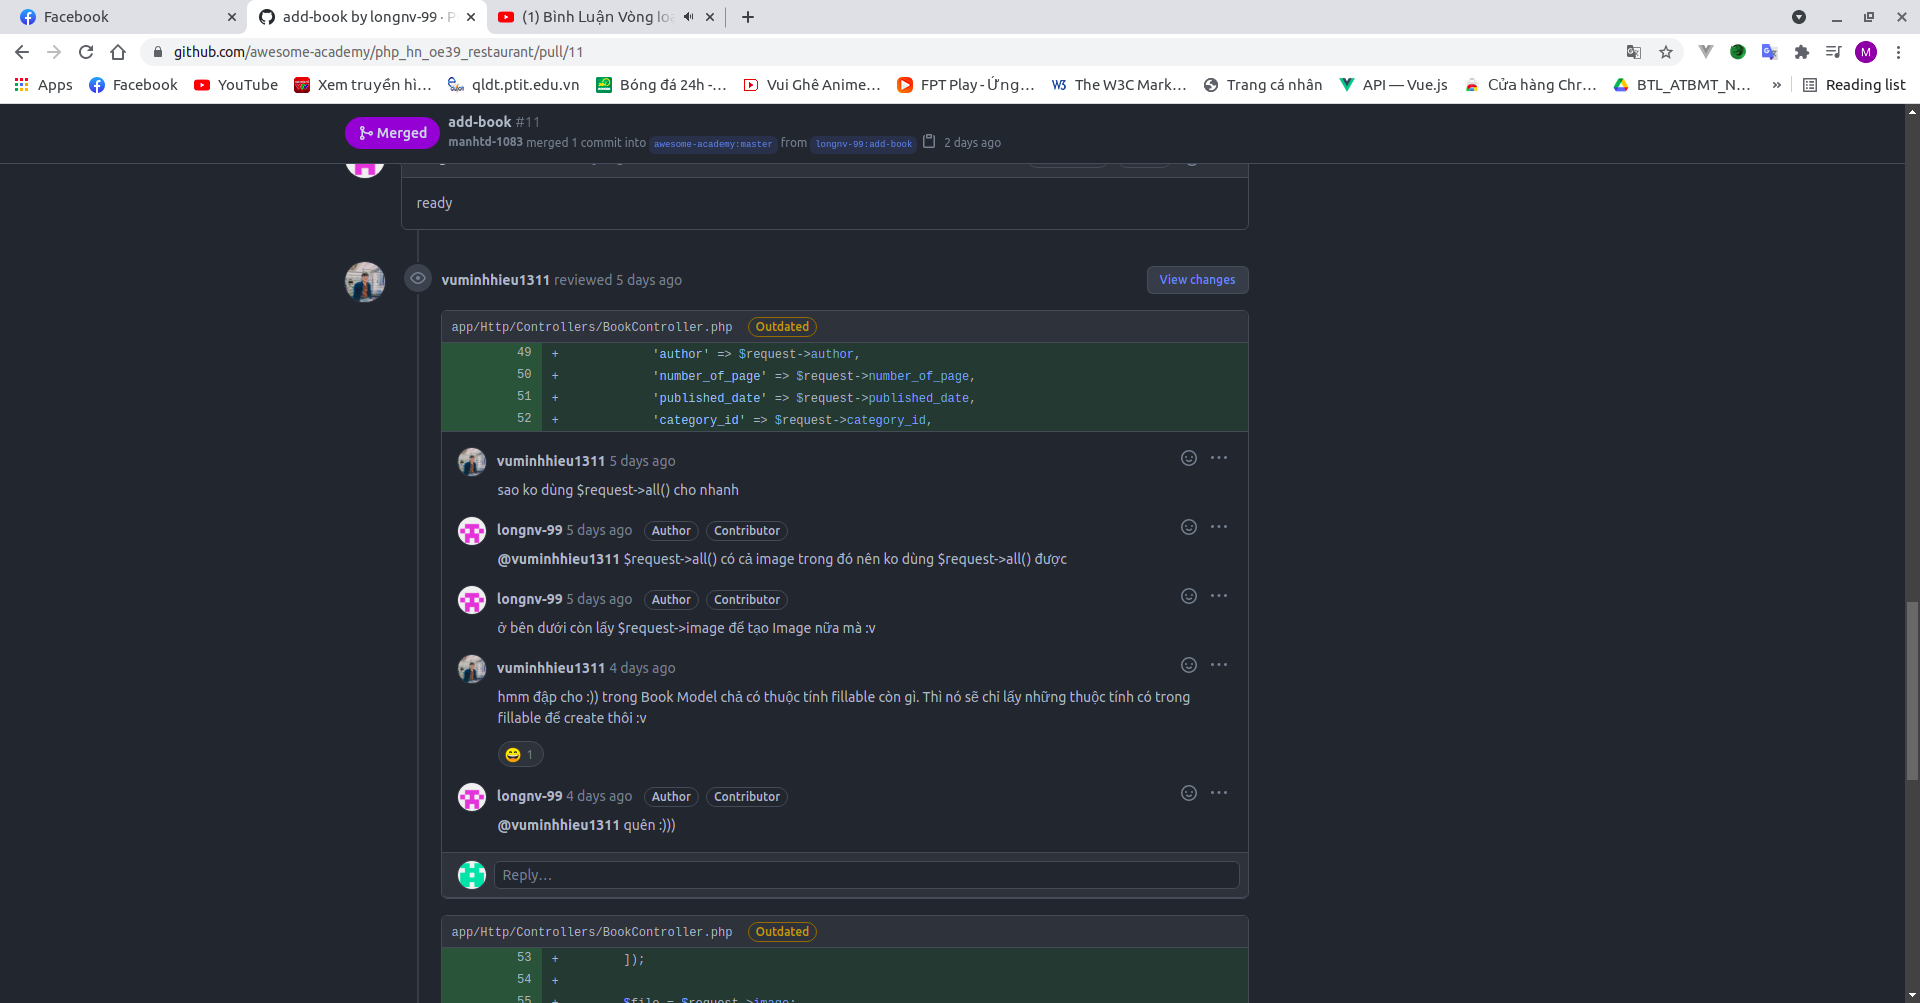 Facebook
add-book by longnv-99 · P
(1) Bình Luận Vòng loạ
github.com/awesome-academy/php_hn_oe39_restaurant/pull/11
M
Apps
Facebook
YouTube
Xem truyền hì...
qldt.ptit.edu.vn
Bóng đá 24h -...
Vui Ghê Anime...
FPT Play - Ứng...
The W3C Mark...
Trang cá nhân
API — Vue.js
Cửa hàng Chr...
BTL_ATBMT_N...
»
Reading list
Merged
add-book #11
manhtd-1083 merged 1 commit into awesome-academy:master from longnv-99:add-book 2 days ago
ready
vuminhhieu1311 reviewed 5 days ago
View changes
app/Http/Controllers/BookController.php Outdated
49 + 'author' => $request->author,
50 + 'number_of_page' => $request->number_of_page,
51 + 'published_date' => $request->published_date,
52 + 'category_id' => $request->category_id,
vuminhhieu1311 5 days ago
sao ko dùng $request->all() cho nhanh
longnv-99 5 days ago Author Contributor
@vuminhhieu1311 $request->all() có cả image trong đó nên ko dùng $request->all() được
longnv-99 5 days ago Author Contributor
ở bên dưới còn lấy $request->image để tạo Image nữa mà :v
vuminhhieu1311 4 days ago
hmm đập cho :)) trong Book Model chả có thuộc tính fillable còn gì. Thì nó sẽ chỉ lấy những thuộc tính có trong
fillable để create thôi :v
1
longnv-99 4 days ago Author Contributor
@vuminhhieu1311 quên :)))
Reply...
app/Http/Controllers/BookController.php Outdated
53 + ]);
54 +
55 + $file = $request->image;